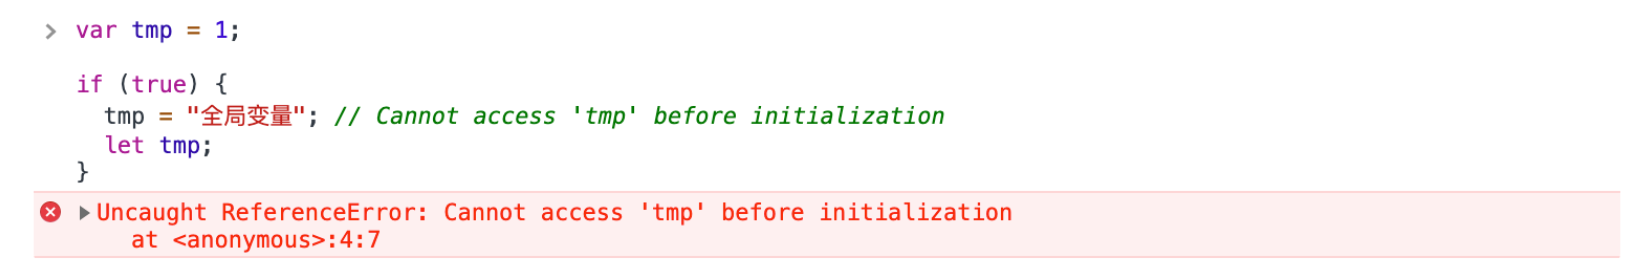 var tmp = 1;
if (true) {
tmp = "全局变量"; // Cannot access 'tmp' before initialization
let tmp;
}
Uncaught ReferenceError: Cannot access 'tmp' before initialization
at <anonymous>:4:7